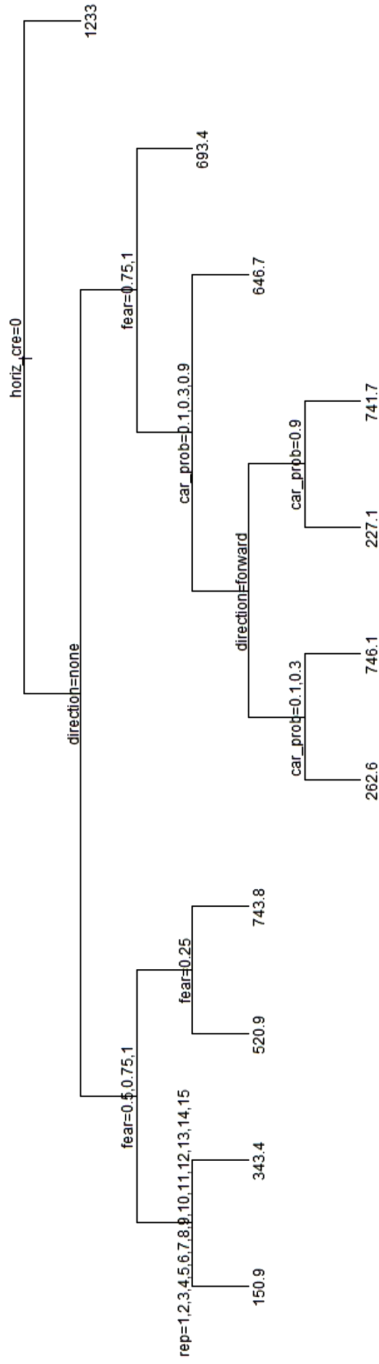 horiz_cre=0
direction=none
1233
fear=0.5,0.75,1
fear=0.75,1
rep=1,2,3,4,5,6,7,8,9,10,11,12,13,14,15
fear=0.25
car_prob=0.1,0.3,0.9
693.4
150.9
343.4
520.9
743.8
direction=forward
646.7
car_prob=0.1,0.3
car_prob=0.9
262.6
746.1
227.1
741.7